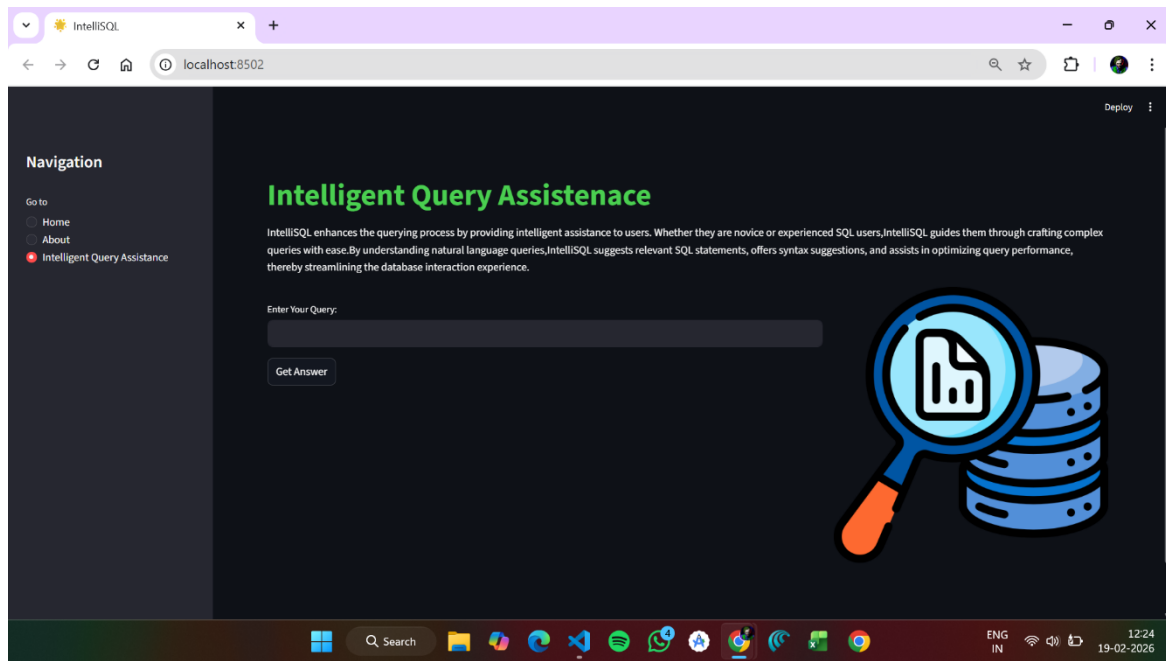 IntelliSQL
localhost:8502
Deploy
Navigation
Go to
Home
About
Intelligent Query Assistance
Intelligent Query Assistenace
IntelliSQL enhances the querying process by providing intelligent assistance to users. Whether they are novice or experienced SQL users,IntelliSQL guides them through crafting complex
queries with ease.By understanding natural language queries,IntelliSQL suggests relevant SQL statements, offers syntax suggestions, and assists in optimizing query performance,
thereby streamlining the database interaction experience.
Enter Your Query:
Get Answer
Search
4
ENG
IN
12:24
19-02-2026